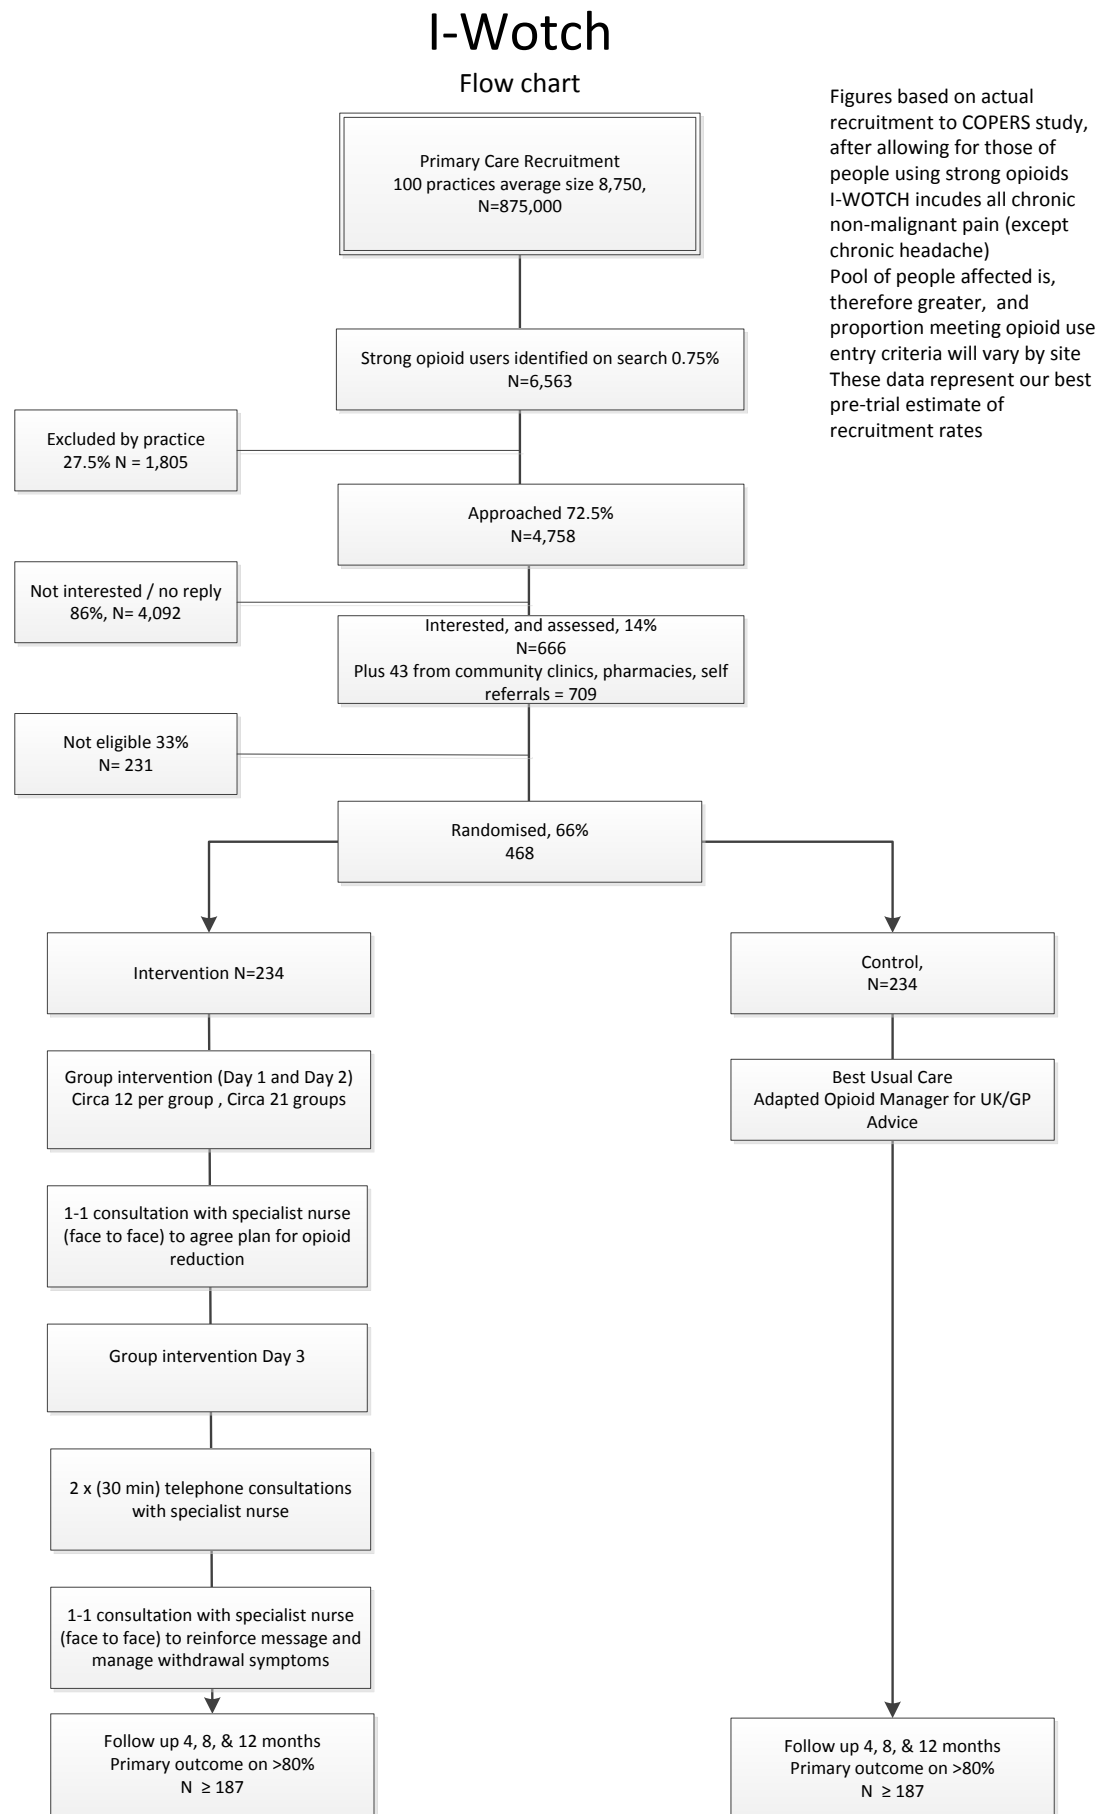 I-Wotch
Flow chart
Figures based on actual
recruitment to COPERS study,
after allowing for those of
people using strong opioids
I-WOTCH incudes all chronic
non-malignant pain (except
chronic headache)
Pool of people affected is,
therefore greater, and
proportion meeting opioid use
entry criteria will vary by site
These data represent our best
pre-trial estimate of
recruitment rates
Primary Care Recruitment
100 practices average size 8,750,
N=875,000
Strong opioid users identified on search 0.75%
N=6,563
Excluded by practice
27.5% N = 1,805
Approached 72.5%
N=4,758
Not interested / no reply
86%, N= 4,092
Interested, and assessed, 14%
N=666
Plus 43 from community clinics, pharmacies, self
referrals = 709
Not eligible 33%
N= 231
Randomised, 66%
468
Intervention N=234
Control,
N=234
Group intervention (Day 1 and Day 2)
Circa 12 per group , Circa 21 groups
Best Usual Care
Adapted Opioid Manager for UK/GP
Advice
1-1 consultation with specialist nurse
(face to face) to agree plan for opioid
reduction
Group intervention Day 3
2 x (30 min) telephone consultations
with specialist nurse
1-1 consultation with specialist nurse
(face to face) to reinforce message and
manage withdrawal symptoms
Follow up 4, 8, & 12 months
Primary outcome on >80%
N ≥ 187
Follow up 4, 8, & 12 months
Primary outcome on >80%
N ≥ 187